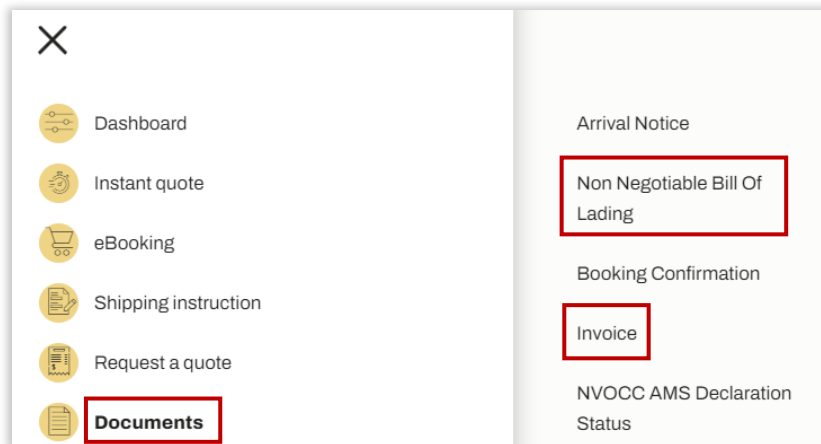 Dashboard
Instant quote
eBooking
Shipping instruction
Request a quote
Documents
Arrival Notice
Non Negotiable Bill Of
Lading
Booking Confirmation
Invoice
NVOCC AMS Declaration
Status